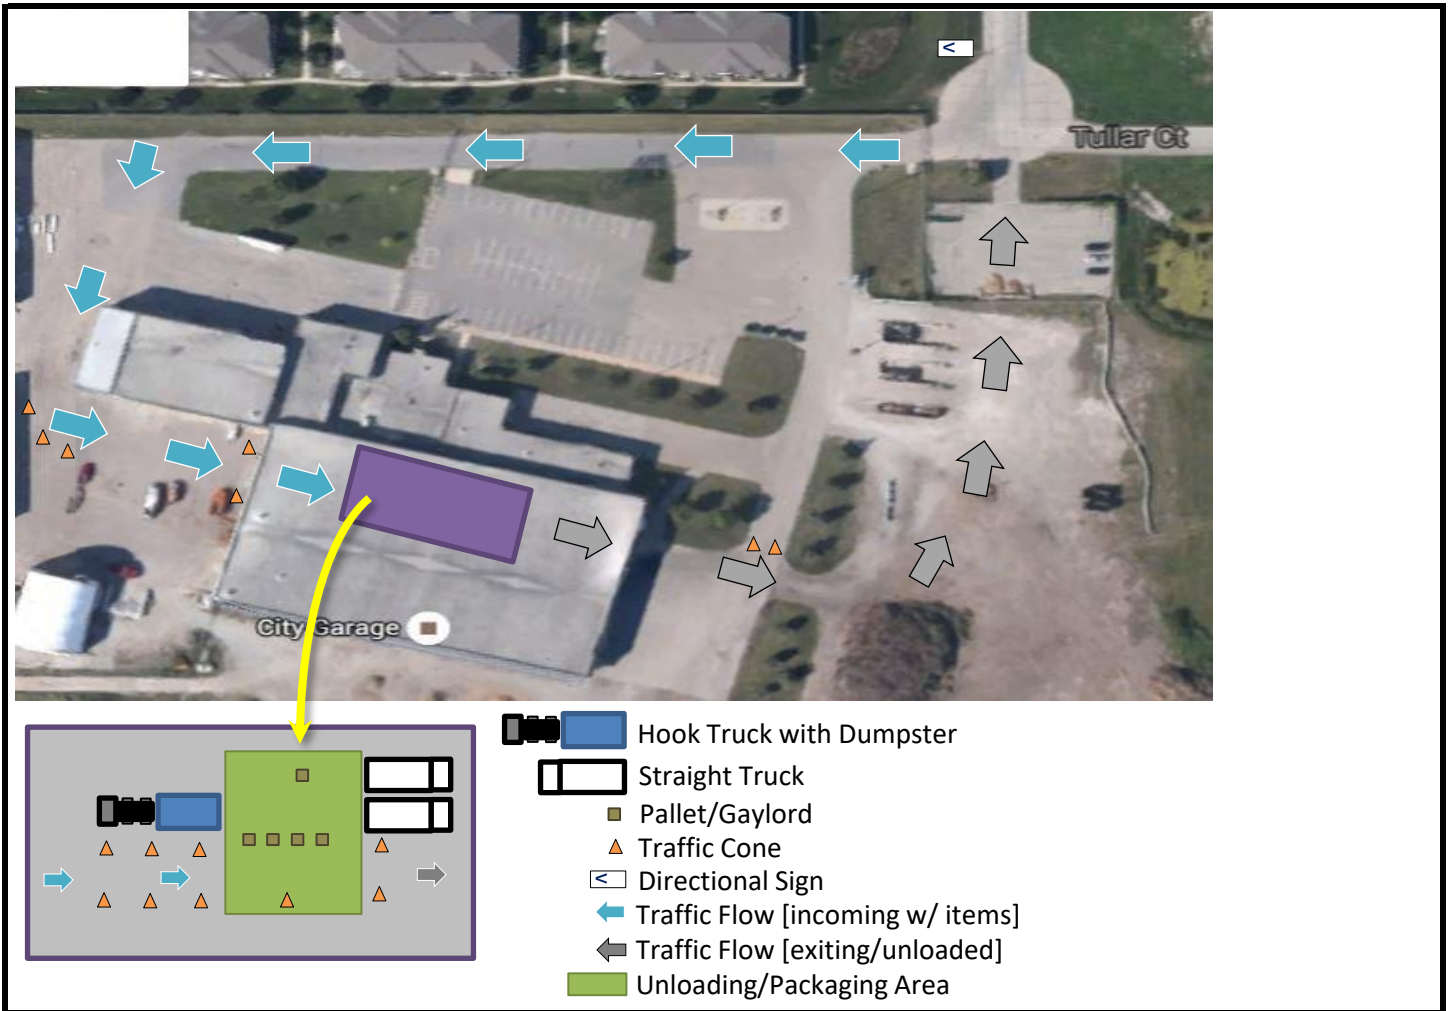 <
Tullar Ct
City Garage
Hook Truck with Dumpster
Straight Truck
Pallet/Gaylord
Traffic Cone
< Directional Sign
Traffic Flow [incoming w/ items]
Traffic Flow [exiting/unloaded]
Unloading/Packaging Area